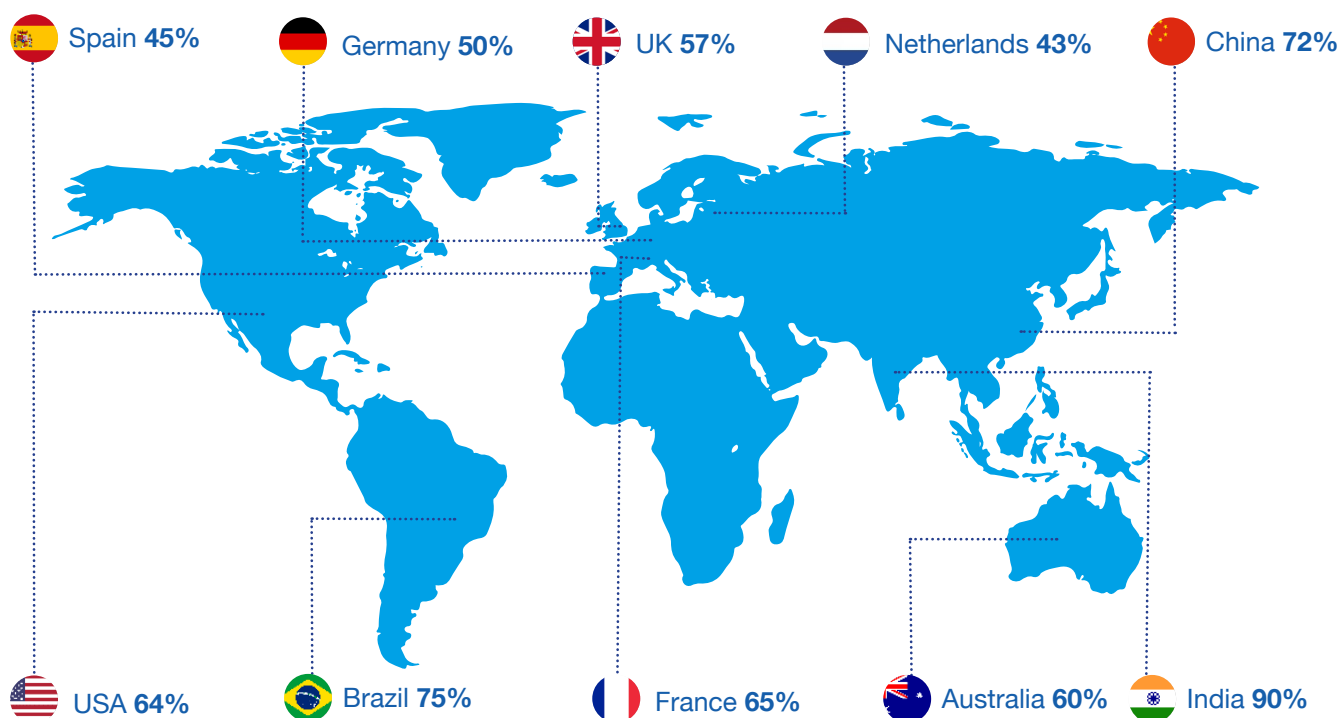 Spain 45%
Germany 50%
UK 57%
Netherlands 43%
China 72%
USA 64%
Brazil 75%
France 65%
Australia 60%
India 90%